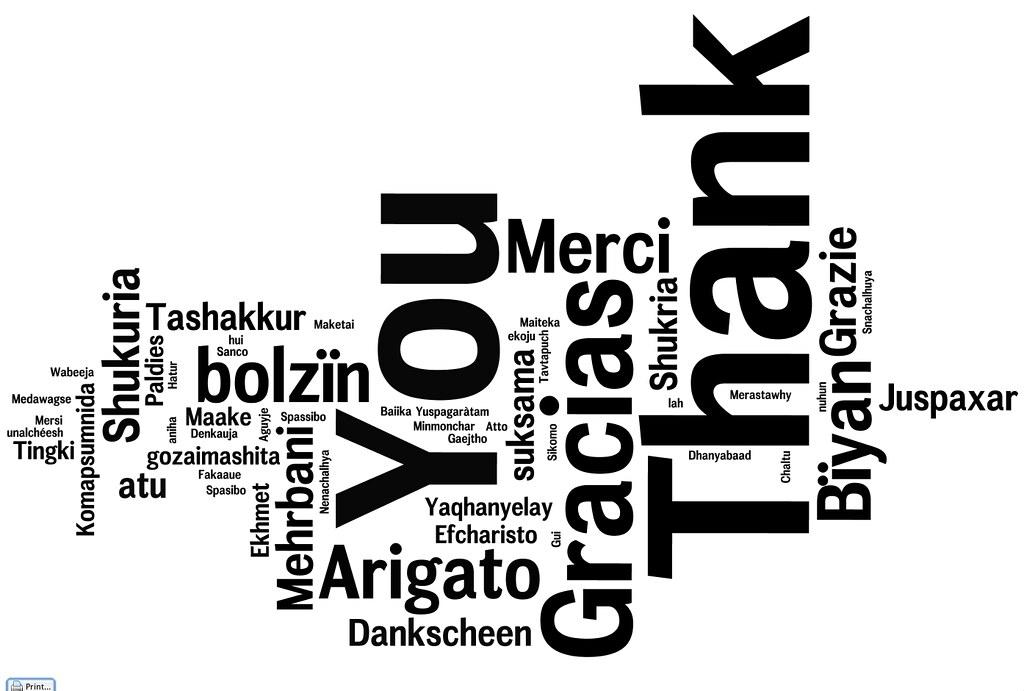 Thank
You
Gracias
Merci
Arigato
Grazie
Bïyan
Juspaxar
Snachalhuya
nuhun
Chaltu
Merastawhy
Dhanyabaad
Shukria
lah
Maiteka
ekoju
Tavtapuch
suksama
Sikomo
Gui
Baiika
Yuspagaràtam
Minmonchar
Atto
Gaejtho
Yaqhanyelay
Efcharisto
Dankscheen
Mehrbani
Nenachalhya
Ekhmet
Tashakkur
Maketai
hui
Sanco
bolzïn
Paldies
Hatur
Shukuria
Maake
Denkauja
Aguyje
Spassibo
aniha
gozaimashita
Fakaaue
Spasibo
atu
Wabeeja
Medawagse
Mersi
unalchéesh
Tingki
Komapsumnida
Print...